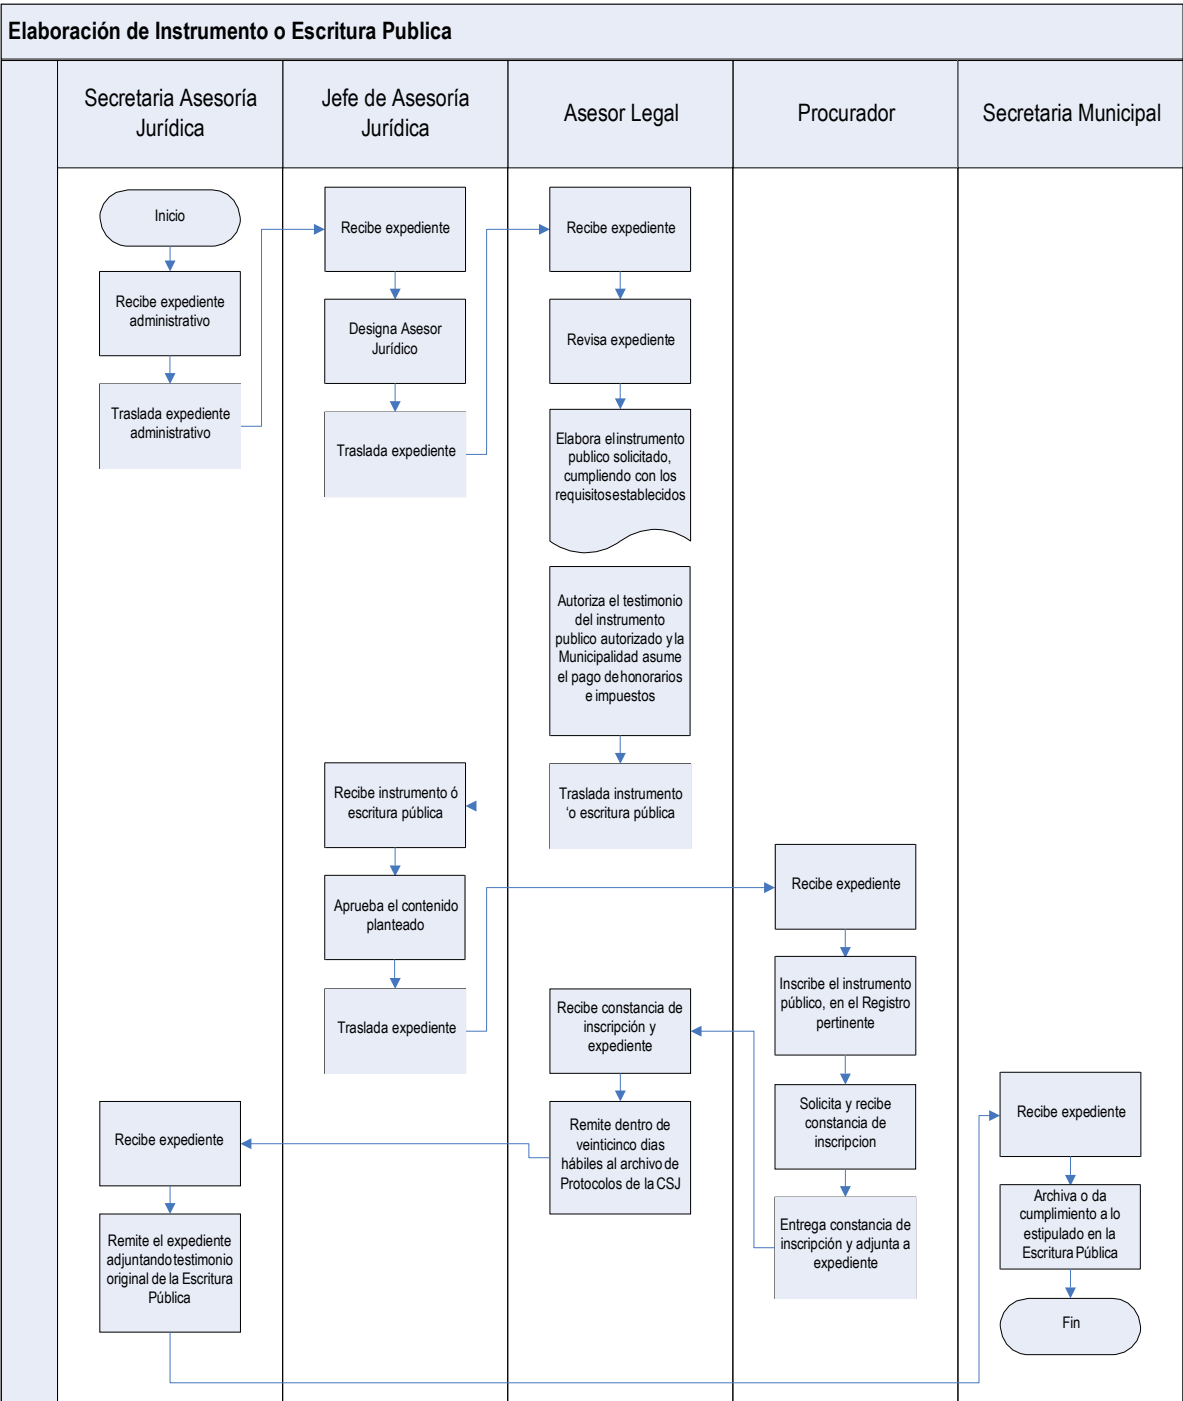 Elaboración de Instrumento o Escritura Publica
Secretaria Asesoría
Jurídica
Jefe de Asesoría
Jurídica
Asesor Legal
Procurador
Secretaria Municipal
Inicio
Recibe expediente
administrativo
Traslada expediente
administrativo
Recibe expediente
Designa Asesor
Jurídico
Traslada expediente
Recibe expediente
Revisa expediente
Elabora el instrumento
publico solicitado,
cumpliendo con los
requisitos establecidos
Autoriza el testimonio
del instrumento
publico autorizado y la
Municipalidad asume
el pago de honorarios
e impuestos
Traslada instrumento
‘o escritura pública
Recibe instrumento ó
escritura pública
Aprueba el contenido
planteado
Traslada expediente
Recibe expediente
Inscribe el instrumento
público, en el Registro
pertinente
Solicita y recibe
constancia de
inscripcion
Entrega constancia de
inscripción y adjunta a
expediente
Recibe constancia de
inscripción y
expediente
Remite dentro de
veinticinco dias
hábiles al archivo de
Protocolos de la CSJ
Recibe expediente
Remite el expediente
adjuntando testimonio
original de la Escritura
Pública
Recibe expediente
Archiva o da
cumplimiento a lo
estipulado en la
Escritura Pública
Fin